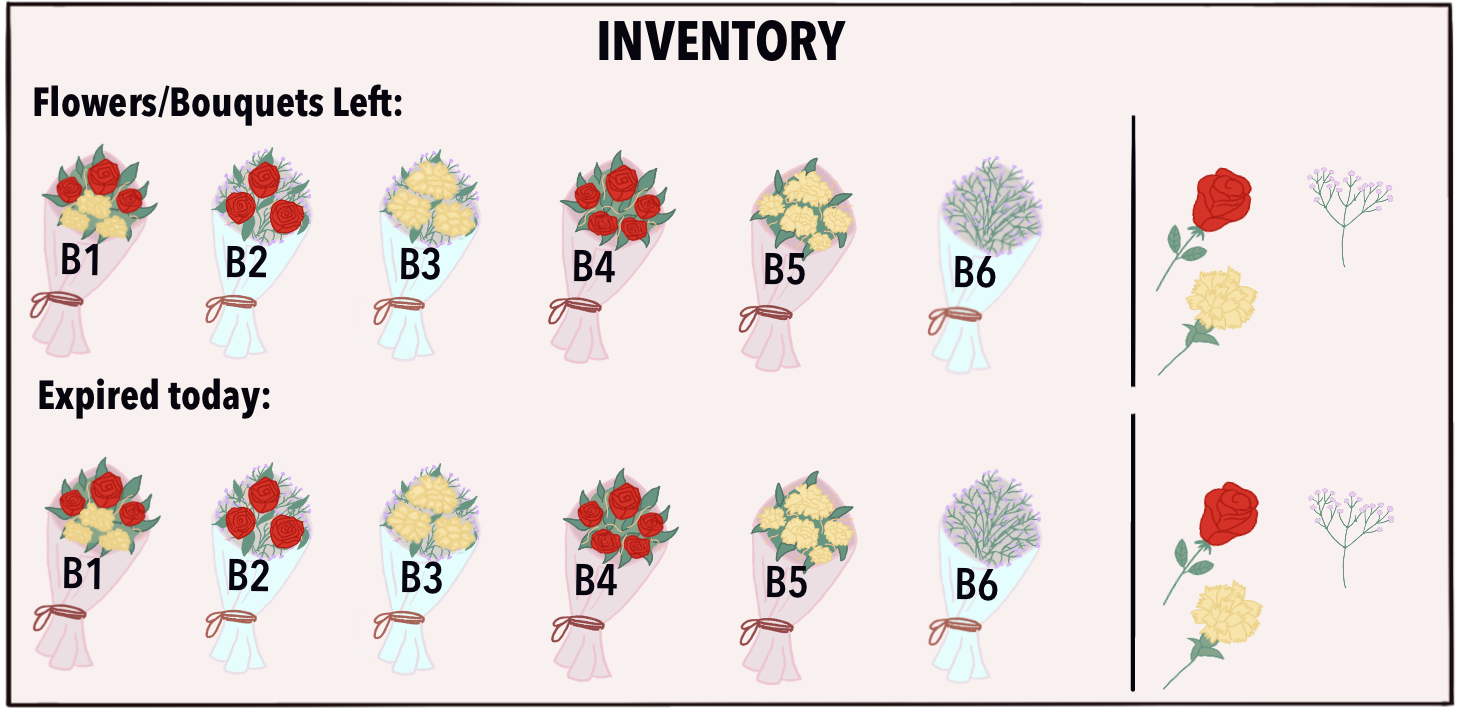 INVENTORY
Flowers/Bouquets Left:
B1 B2 B3 B4 B5 B6
Expired today:
B1 B2 B3 B4 B5 B6